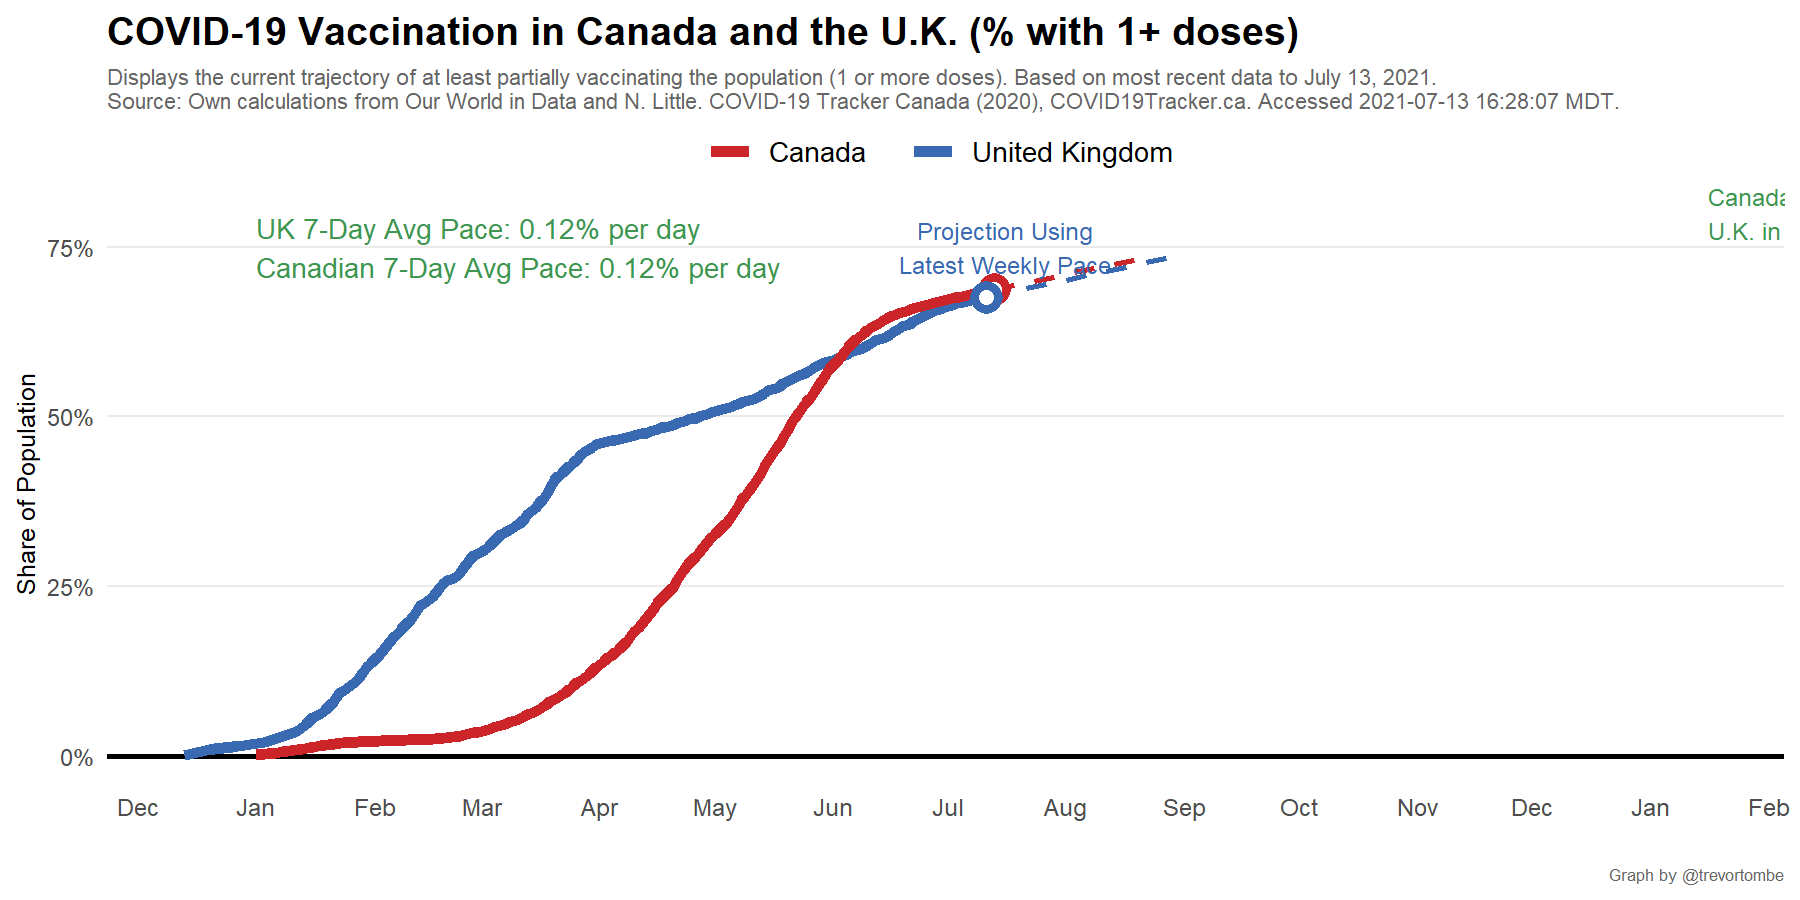 COVID-19 Vaccination in Canada and the U.K. (% with 1+ doses)
Displays the current trajectory of at least partially vaccinating the population (1 or more doses). Based on most recent data to July 13, 2021.
Source: Own calculations from Our World in Data and N. Little. COVID-19 Tracker Canada (2020), COVID19Tracker.ca. Accessed 2021-07-13 16:28:07 MDT.
Canada
United Kingdom
UK 7-Day Avg Pace: 0.12% per day
Canadian 7-Day Avg Pace: 0.12% per day
Projection Using
Latest Weekly Pace
Canada
U.K. in
75%
50%
25%
0%
Share of Population
Dec Jan Feb Mar Apr May Jun Jul Aug Sep Oct Nov Dec Jan Feb
Graph by @trevortombe